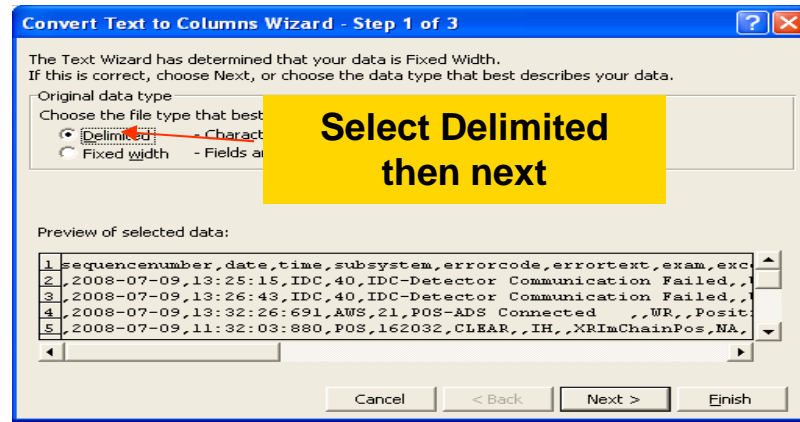 Convert Text to Columns Wizard - Step 1 of 3
The Text Wizard has determined that your data is Fixed Width.
If this is correct, choose Next, or choose the data type that best describes your data.
Original data type
Choose the file type that best
Delimited - Charact
Fixed width - Fields a
Select Delimited
then next
Preview of selected data:
1 sequencenumber,date,time,subsystem,errorcode,errortext,exam,exc
2 ,2008-07-09,13:25:15,IDC,40,IDC-Detector Communication Failed,,
3 ,2008-07-09,13:26:43,IDC,40,IDC-Detector Communication Failed,,
4 ,2008-07-09,13:32:26:691,AWS,21,POS-ADS Connected ,,WR,,Posit:
5 ,2008-07-09,11:32:03:880,POS,162032,CLEAR,,IH,,XRImChainPos,NA,
Cancel < Back Next > Finish